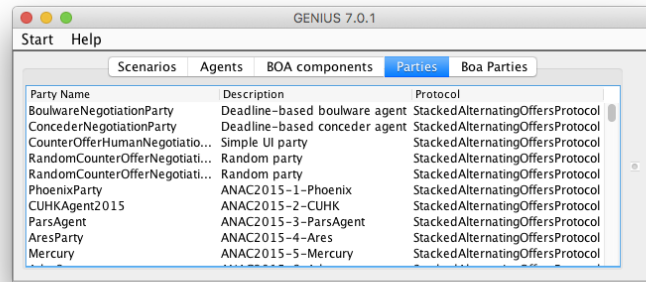 GENIUS 7.0.1
Start Help
Scenarios Agents BOA components Parties Boa Parties
Party Name Description Protocol
BoulwareNegotiationParty Deadline-based boulware agent StackedAlternatingOffersProtocol
ConcederNegotiationParty Deadline-based conceder agent StackedAlternatingOffersProtocol
CounterOfferHumanNegotiatio... Simple UI party StackedAlternatingOffersProtocol
RandomCounterOfferNegotiati... Random party StackedAlternatingOffersProtocol
RandomCounterOfferNegotiati... Random party StackedAlternatingOffersProtocol
PhoenixParty ANAC2015-1-Phoenix StackedAlternatingOffersProtocol
CUHKAgent2015 ANAC2015-2-CUHK StackedAlternatingOffersProtocol
ParsAgent ANAC2015-3-ParsAgent StackedAlternatingOffersProtocol
AresParty ANAC2015-4-Ares StackedAlternatingOffersProtocol
Mercury ANAC2015-5-Mercury StackedAlternatingOffersProtocol